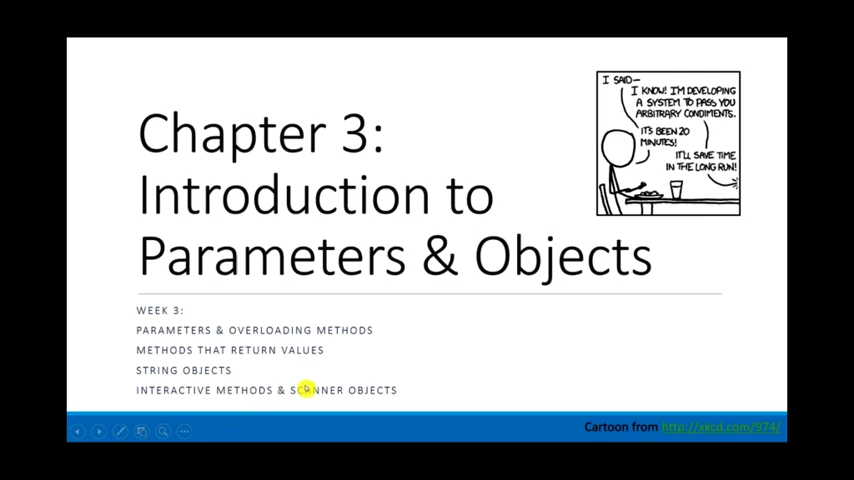 Chapter 3:
Introduction to
Parameters & Objects
I SAID—
I KNOW! I'M DEVELOPING
A SYSTEM TO PASS YOU
ARBITRARY CONDIMENTS.
IT'S BEEN 20
MINUTES!
IT'LL SAVE TIME
IN THE LONG RUN!
WEEK 3:
PARAMETERS & OVERLOADING METHODS
METHODS THAT RETURN VALUES
STRING OBJECTS
INTERACTIVE METHODS & SCANNER OBJECTS
Cartoon from http://xkcd.com/974/